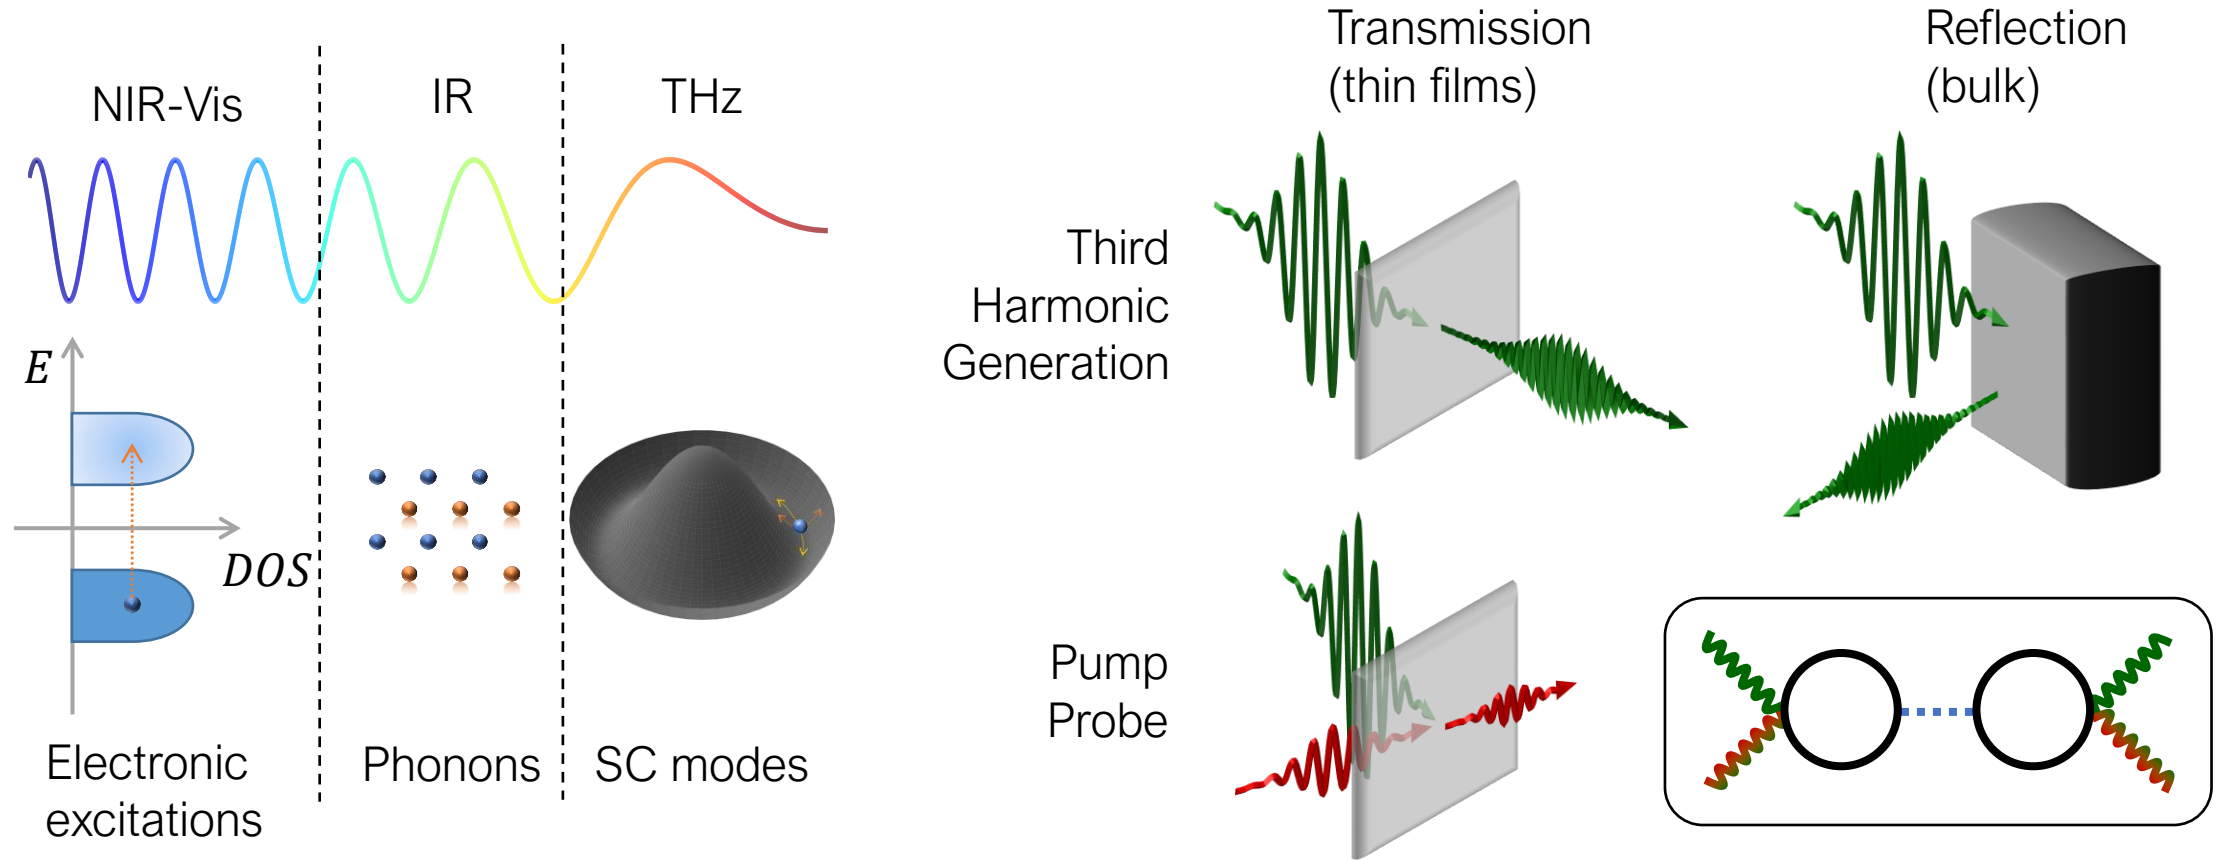 NIR-Vis
IR
THz
E
DOS
Electronic
excitations
Phonons
SC modes
Transmission
(thin films)
Reflection
(bulk)
Third
Harmonic
Generation
Pump
Probe